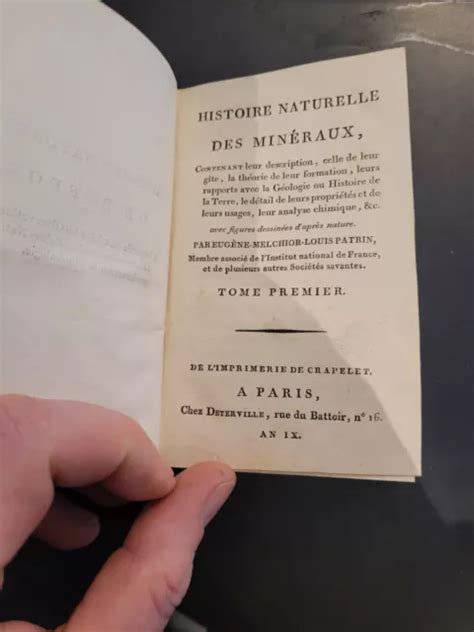 HISTOIRE NATURELLE
DES MINÉRAUX,
CONTENANT leur description, celle de leur
gîte, la théorie de leur formation, leurs
rapports avec la Géologie ou Histoire de
la Terre, le détail de leurs propriétés et de
leurs usages, leur analyse chimique, &c.
avec figures dessinées d'après nature.
PAR EUGÈNE-MELCHIOR-LOUIS PATRIN,
Membre associé de l'Institut national de France,
et de plusieurs autres Sociétés savantes.
TOME PREMIER.
DE L'IMPRIMERIE DE CRAPELET.
A PARIS,
Chez DETERVILLE, rue du Battoir, n° 16.
AN IX.